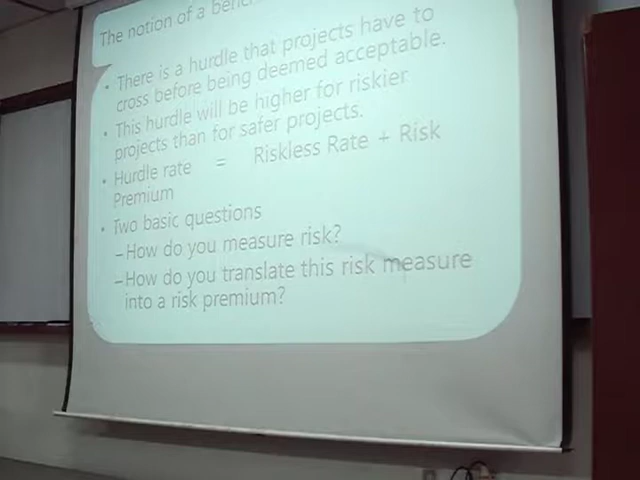 The notion of a
• There is a hurdle that projects have to
cross before being deemed acceptable.
• This hurdle will be higher for riskier
projects than for safer projects.
• Hurdle rate = Riskless Rate + Risk
Premium
• Two basic questions
–How do you measure risk?
–How do you translate this risk measure
into a risk premium?